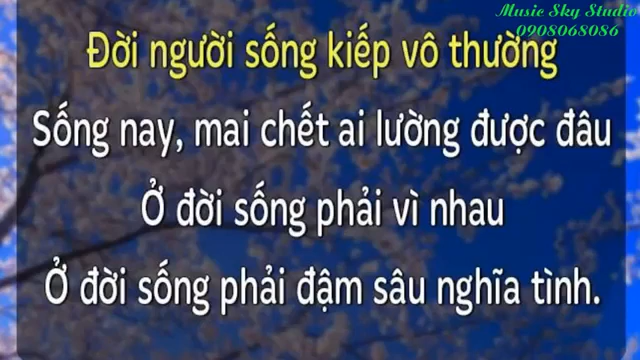 Music Sky Studio
0908068086
Đời người sống kiếp vô thường
Sống nay, mai chết ai lường được đâu
Ở đời sống phải vì nhau
Ở đời sống phải đậm sâu nghĩa tình.